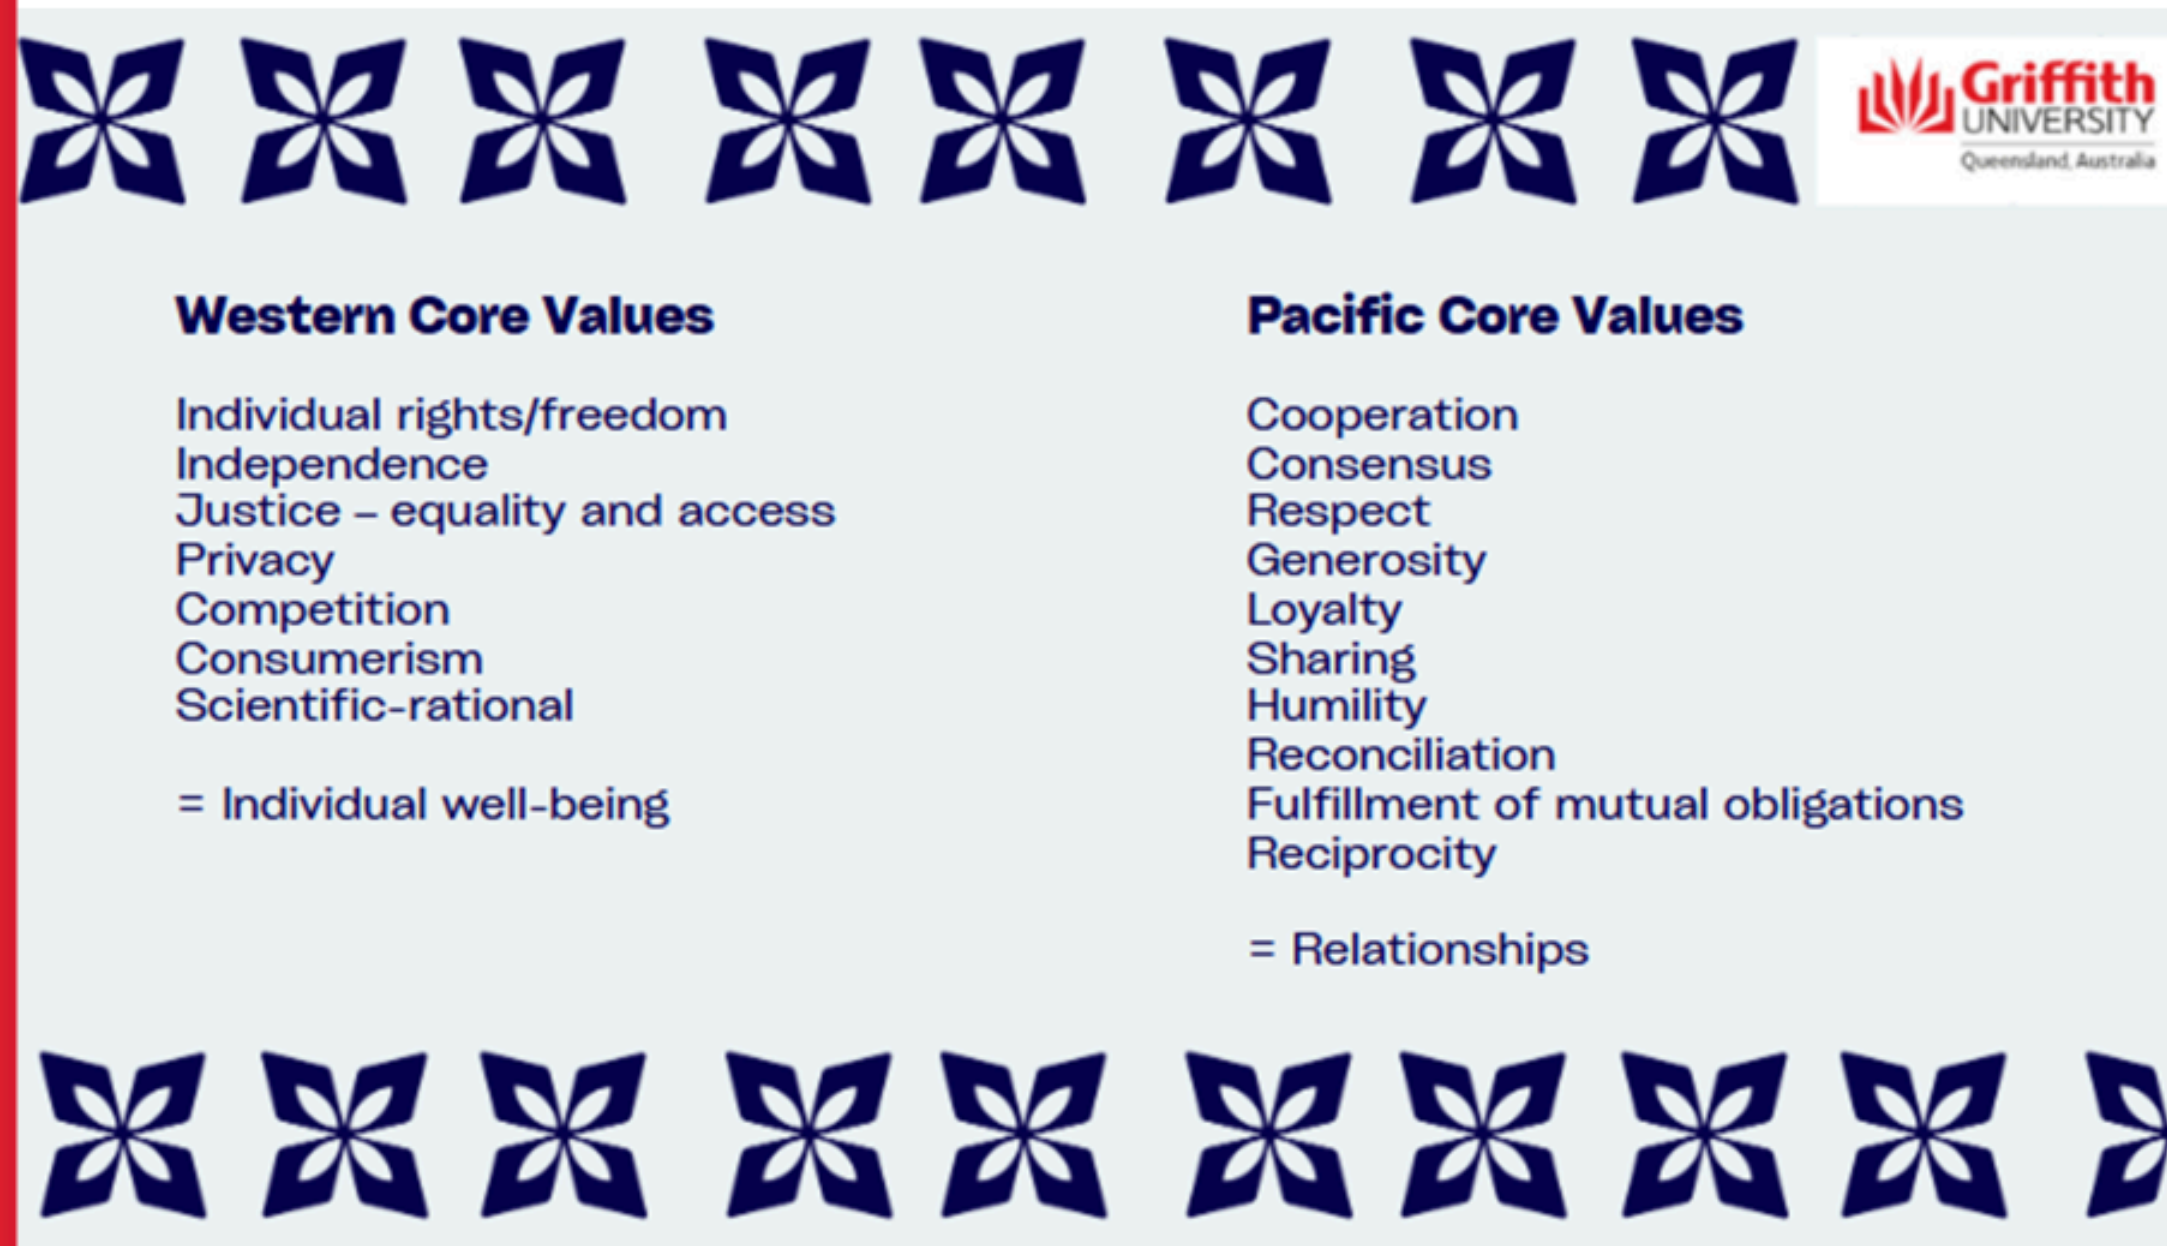 Griffith
UNIVERSITY
Queensland, Australia
Western Core Values
Individual rights/freedom
Independence
Justice – equality and access
Privacy
Competition
Consumerism
Scientific-rational
= Individual well-being
Pacific Core Values
Cooperation
Consensus
Respect
Generosity
Loyalty
Sharing
Humility
Reconciliation
Fulfillment of mutual obligations
Reciprocity
= Relationships